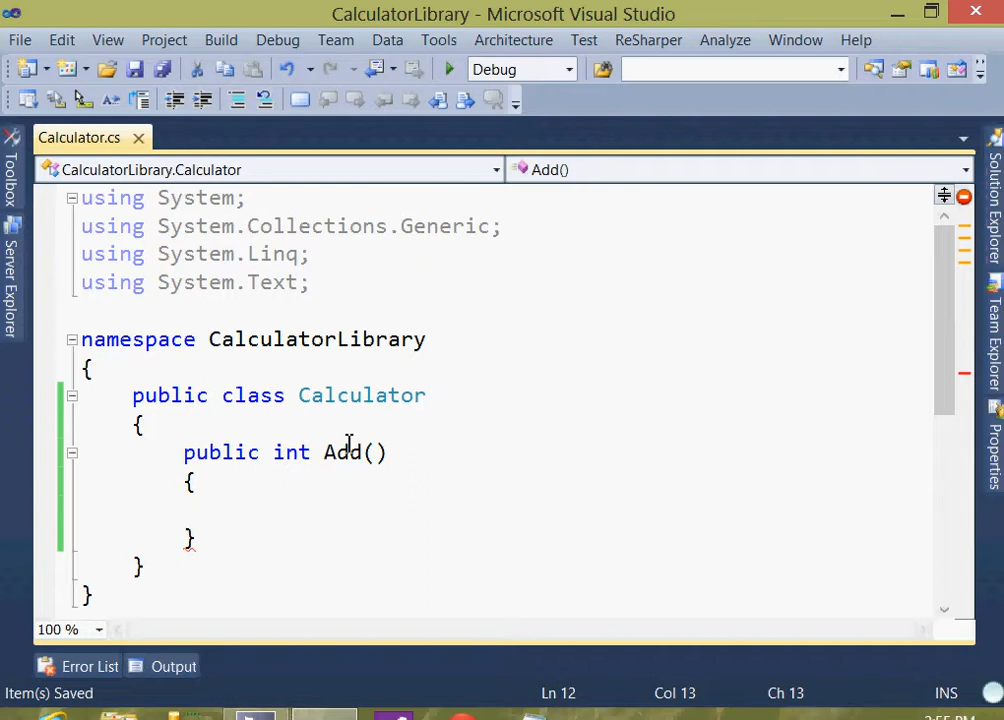 CalculatorLibrary - Microsoft Visual Studio
File Edit View Project Build Debug Team Data Tools Architecture Test ReSharper Analyze Window Help
Debug
Calculator.cs
CalculatorLibrary.Calculator Add()
Toolbox
Server Explorer
using System;
using System.Collections.Generic;
using System.Linq;
using System.Text;
namespace CalculatorLibrary
{
public class Calculator
{
public int Add()
{
}
}
}
Solution Explorer
Team Explorer
Properties
100 %
Error List Output
Item(s) Saved Ln 12 Col 13 Ch 13 INS